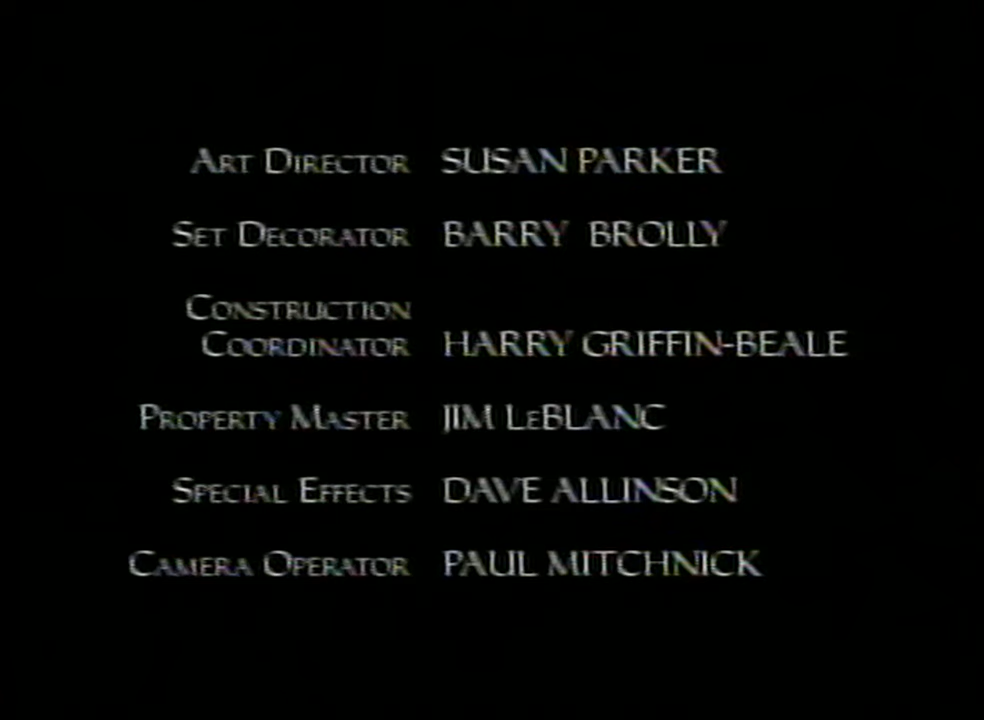 Art Director SUSAN PARKER
Set Decorator BARRY BROLLY
Construction
Coordinator HARRY GRIFFIN-BEALE
Property Master JIM LeBLANC
Special Effects DAVE ALLINSON
Camera Operator PAUL MITCHNICK